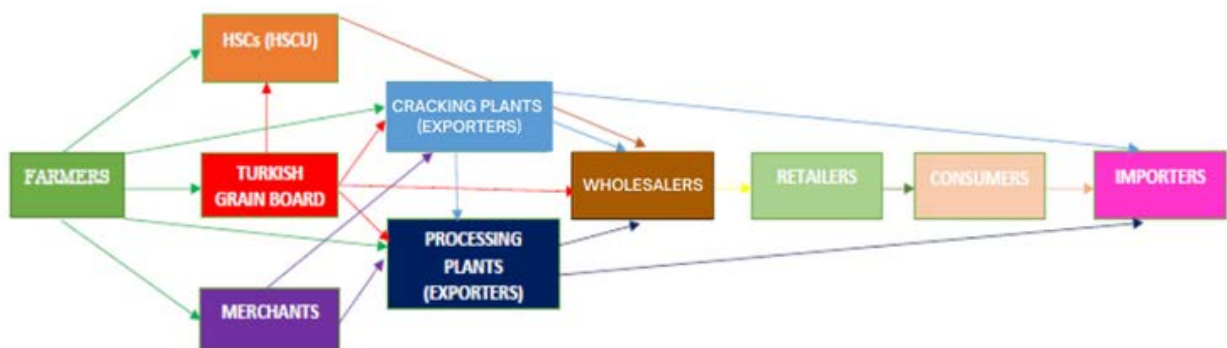 HSCs (HSCU)
CRACKING PLANTS
(EXPORTERS)
FARMERS
TURKISH
GRAIN BOARD
WHOLESALERS
RETAILERS
CONSUMERS
IMPORTERS
PROCESSING
PLANTS
(EXPORTERS)
MERCHANTS